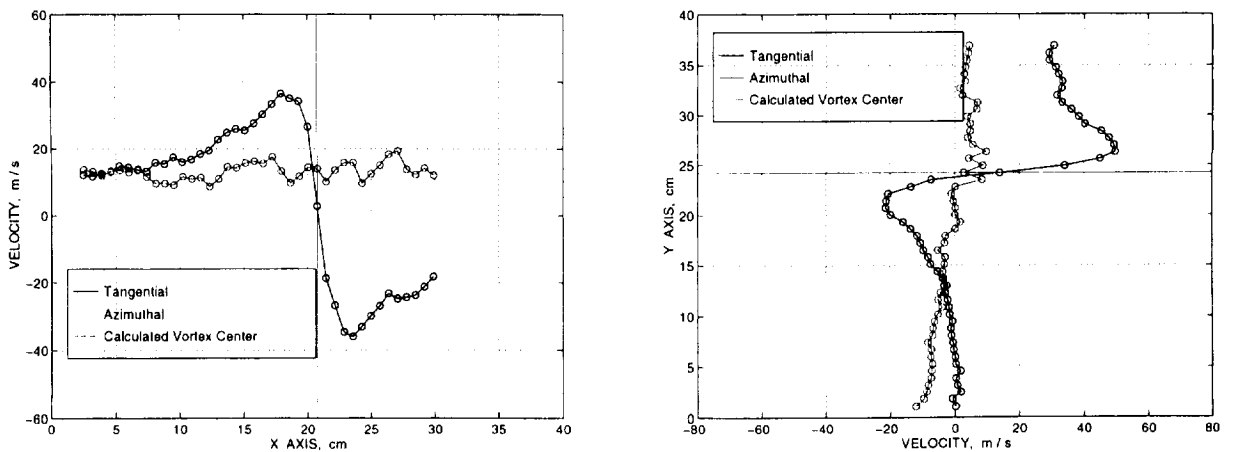 60
40
20
0
−20
−40
−60
VELOCITY, m / s
Tangential
Azimuthal
Calculated Vortex Center
0 5 10 15 20 25 30 35 40
X AXIS, cm
40
35
30
25
20
15
10
5
0
Y AXIS, cm
Tangential
Azimuthal
Calculated Vortex Center
−80 −60 −40 −20 0 20 40 60 80
VELOCITY, m / s